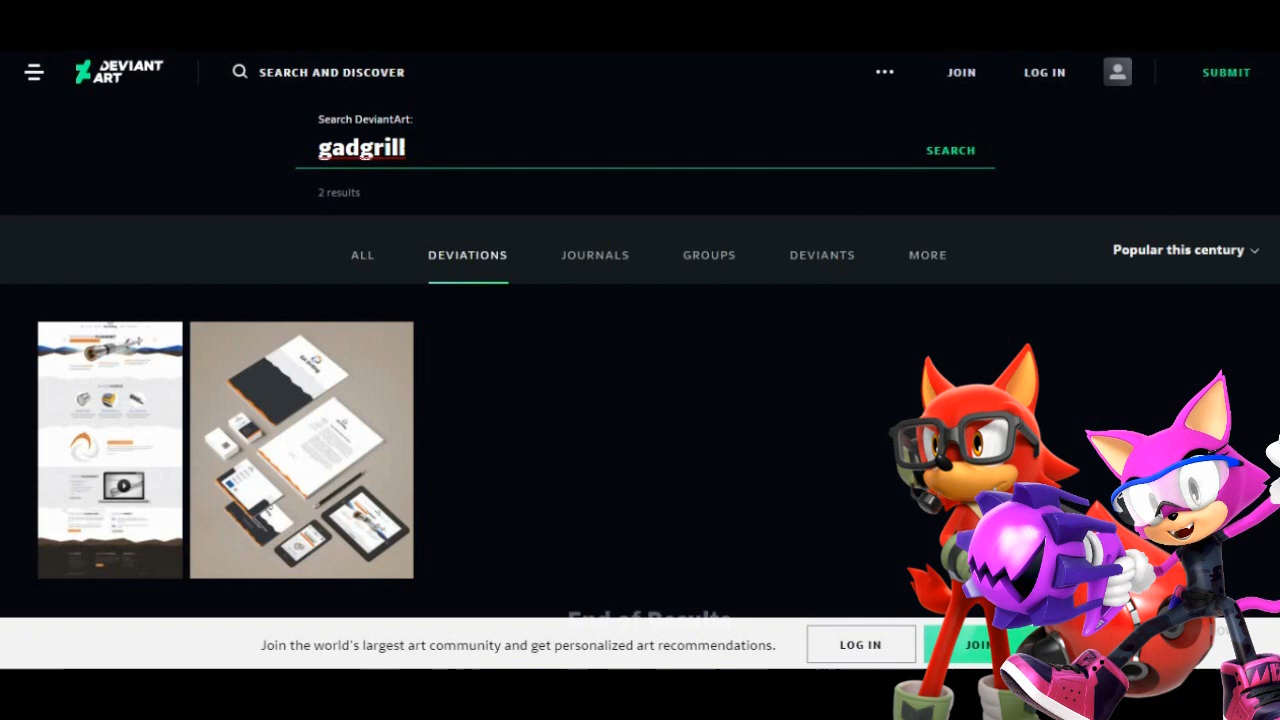 DEVIANT
ART
SEARCH AND DISCOVER
JOIN
LOG IN
SUBMIT
Search DeviantArt:
gadgrill
SEARCH
2 results
ALL
DEVIATIONS
JOURNALS
GROUPS
DEVIANTS
MORE
Popular this century
End of Results
Join the world's largest art community and get personalized art recommendations.
LOG IN
JOIN